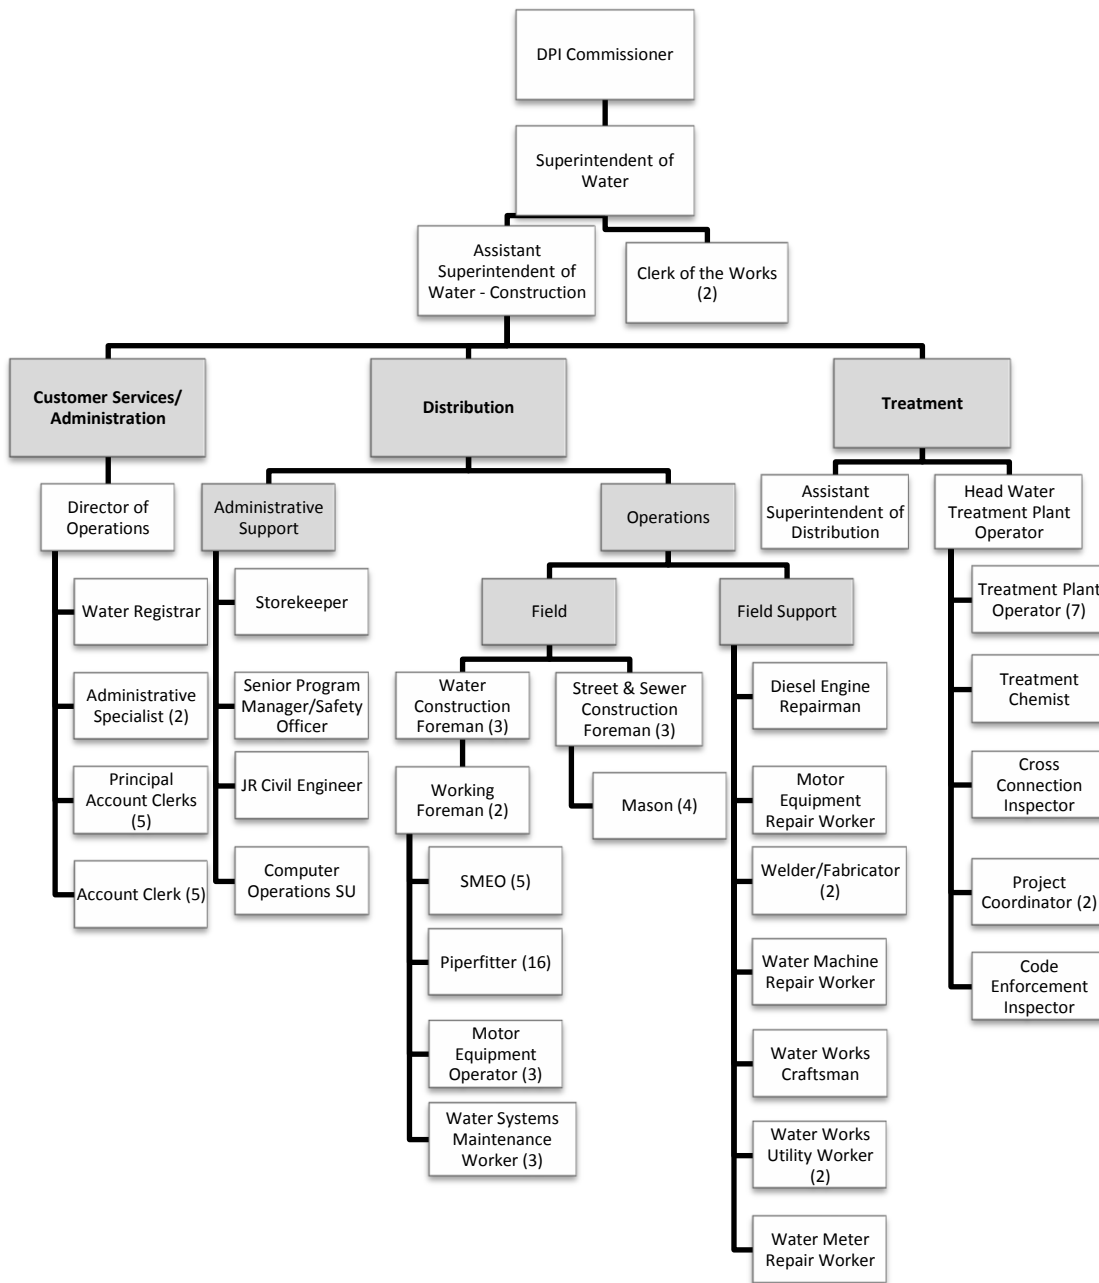 DPI Commissioner
Superintendent of
Water
Assistant
Superintendent of
Water - Construction
Clerk of the Works
(2)
Customer Services/
Administration
Distribution
Treatment
Director of
Operations
Administrative
Support
Operations
Assistant
Superintendent of
Distribution
Head Water
Treatment Plant
Operator
Water Registrar
Administrative
Specialist (2)
Principal
Account Clerks
(5)
Account Clerk (5)
Storekeeper
Senior Program
Manager/Safety
Officer
JR Civil Engineer
Computer
Operations SU
Field
Field Support
Water
Construction
Foreman (3)
Street & Sewer
Construction
Foreman (3)
Working
Foreman (2)
Mason (4)
SMEO (5)
Piperfitter (16)
Motor
Equipment
Operator (3)
Water Systems
Maintenance
Worker (3)
Diesel Engine
Repairman
Motor
Equipment
Repair Worker
Welder/Fabricator
(2)
Water Machine
Repair Worker
Water Works
Craftsman
Water Works
Utility Worker
(2)
Water Meter
Repair Worker
Treatment Plant
Operator (7)
Treatment
Chemist
Cross
Connection
Inspector
Project
Coordinator (2)
Code
Enforcement
Inspector